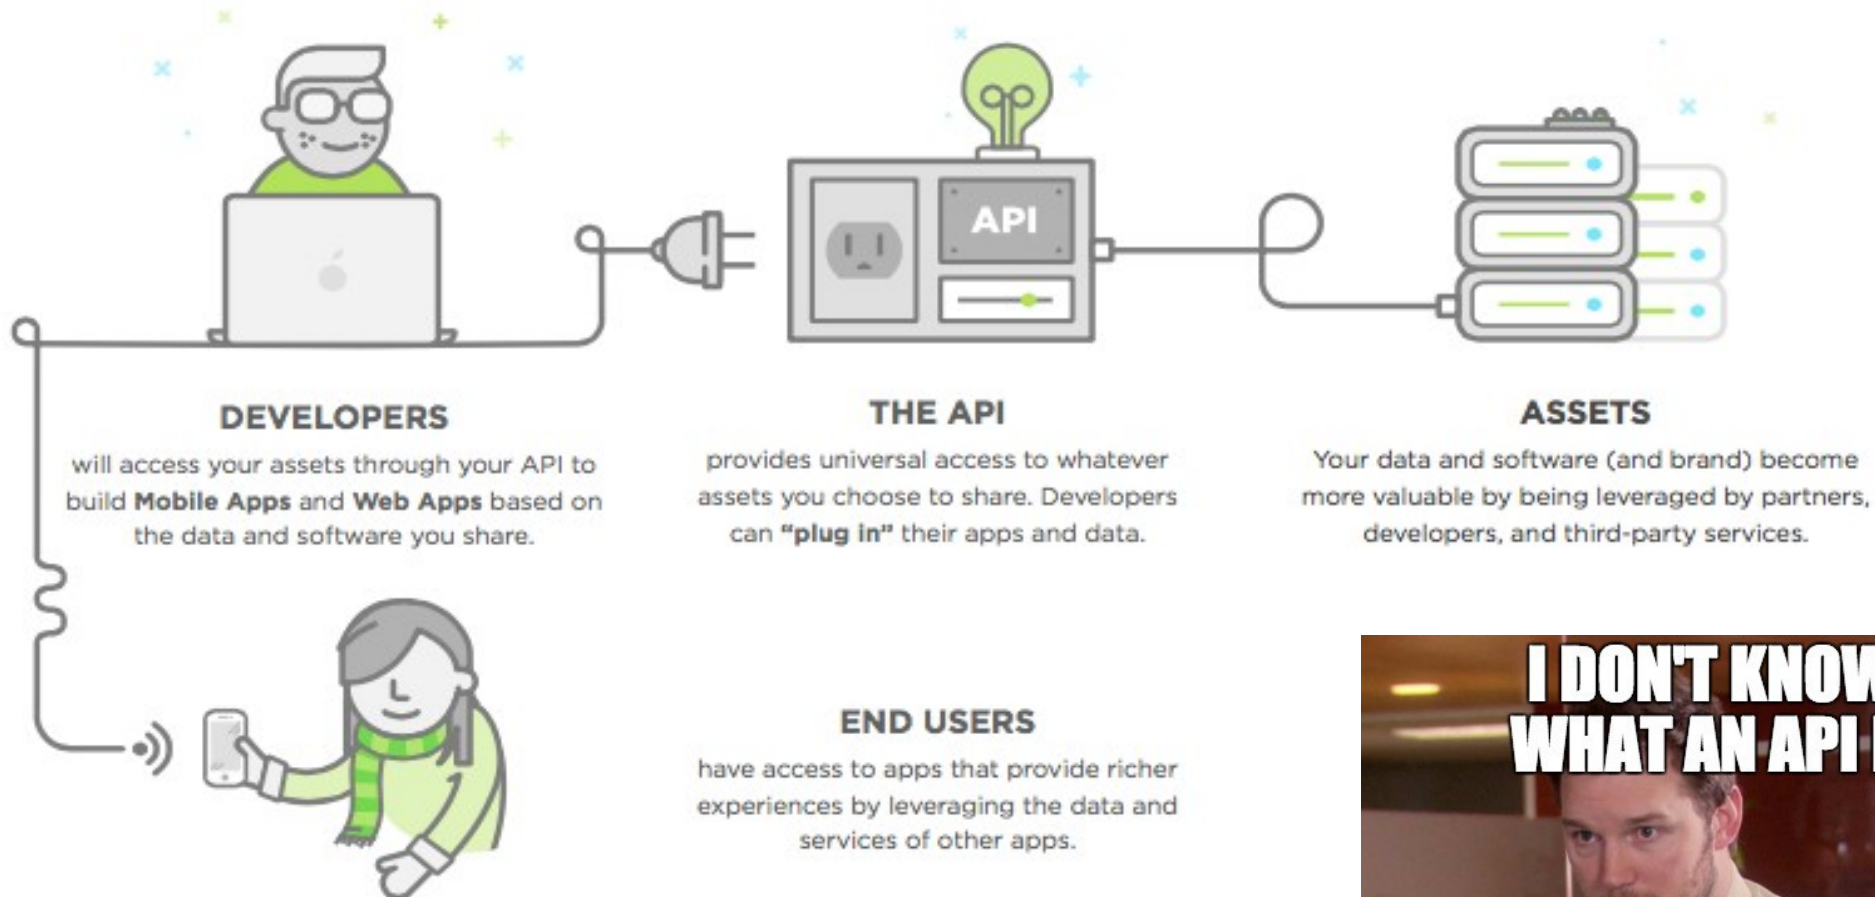 API
DEVELOPERS
will access your assets through your API to
build Mobile Apps and Web Apps based on
the data and software you share.
THE API
provides universal access to whatever
assets you choose to share. Developers
can “plug in” their apps and data.
ASSETS
Your data and software (and brand) become
more valuable by being leveraged by partners,
developers, and third-party services.
END USERS
have access to apps that provide richer
experiences by leveraging the data and
services of other apps.
I DON'T KNOW
WHAT AN API